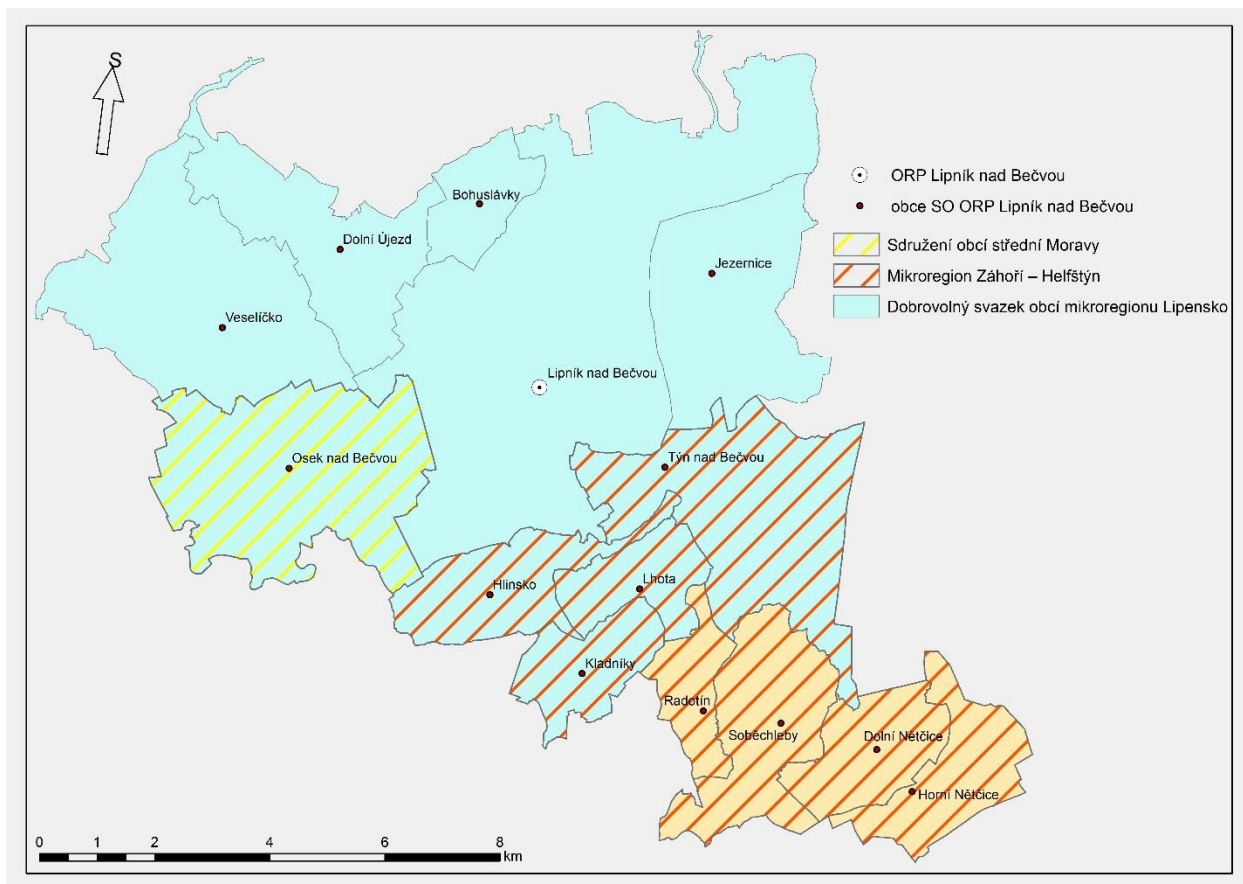 S
ORP Lipník nad Bečvou
obce SO ORP Lipník nad Bečvou
Sdružení obcí střední Moravy
Mikroregion Záhoří – Helfštýn
Dobrovolný svazek obcí mikroregionu Lipensko
Bohuslávky
Dolní Újezd
Jezernice
Veselíčko
Lipník nad Bečvou
Osek nad Bečvou
Týn nad Bečvou
Hlinsko
Lhota
Kladníky
Radotín
Soběchleby
Dolní Nětčice
Horní Nětčice
0 1 2 4 6 8
km